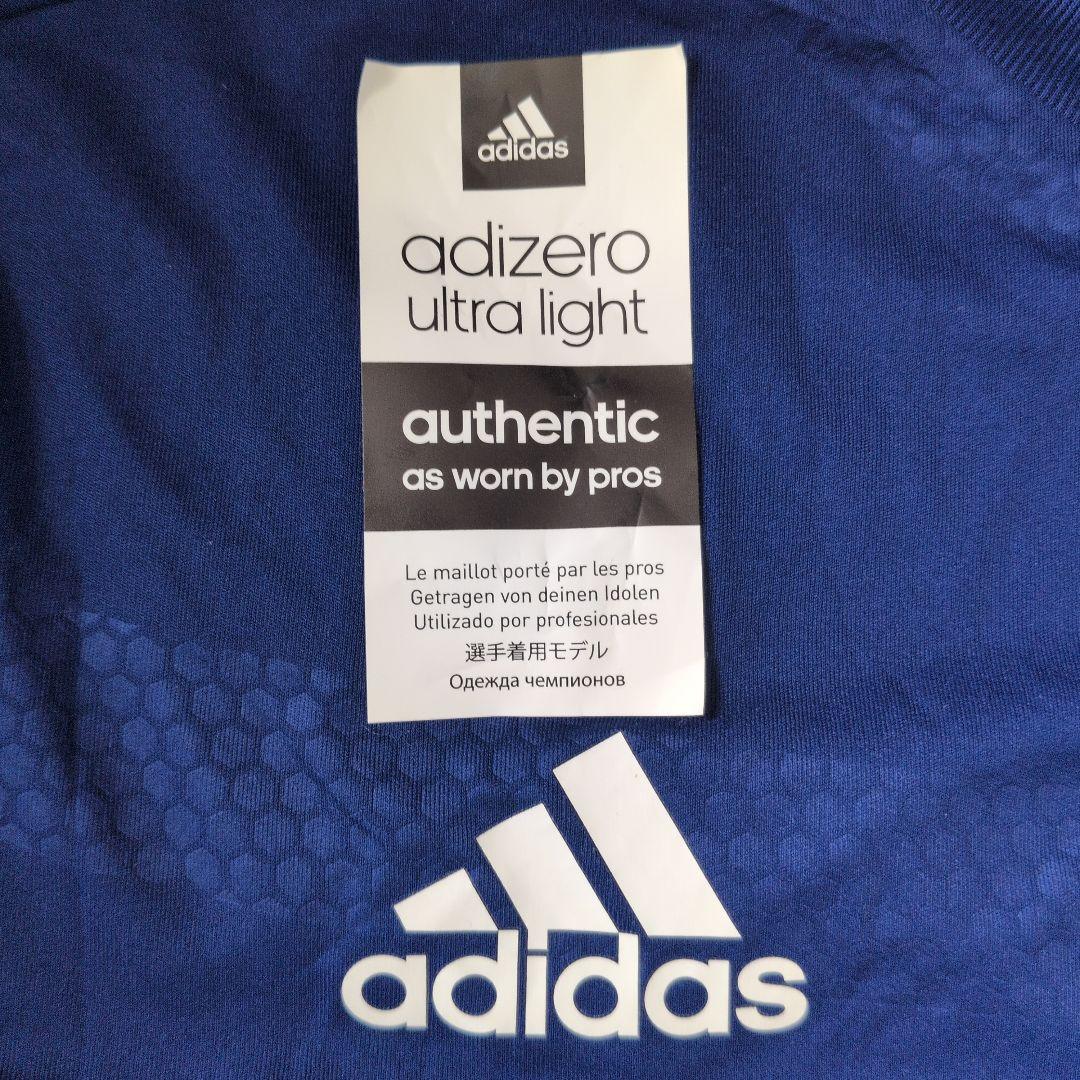 adidas
adizero
ultra light
authentic
as worn by pros
Le maillot porté par les pros
Getragen von deinen Idolen
Utilizado por profesionales
選手着用モデル
Одежда чемпионов
adidas